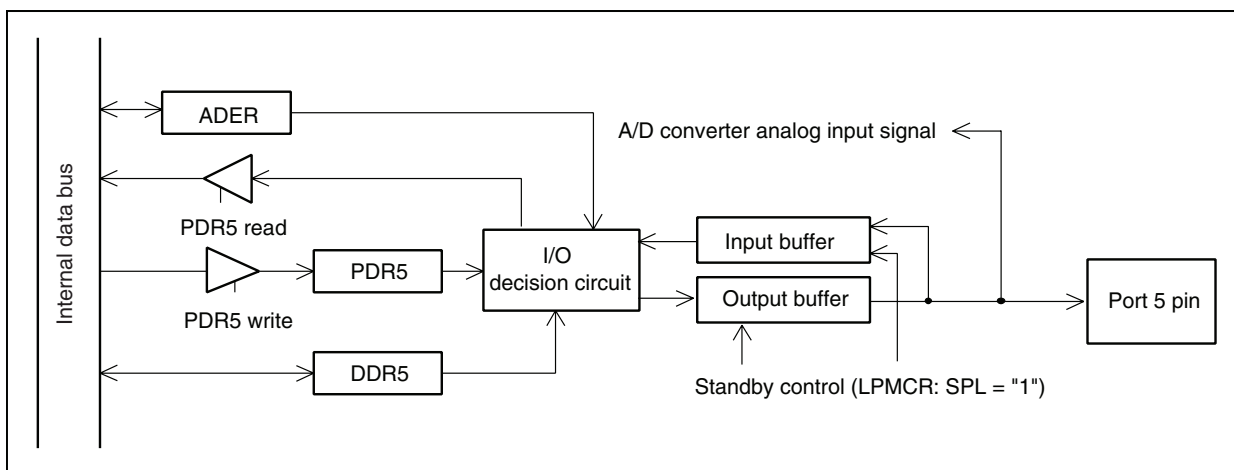 Internal data bus
ADER
A/D converter analog input signal
PDR5 read
PDR5
I/O
decision circuit
Input buffer
Output buffer
Port 5 pin
PDR5 write
DDR5
Standby control (LPMCR: SPL = "1")